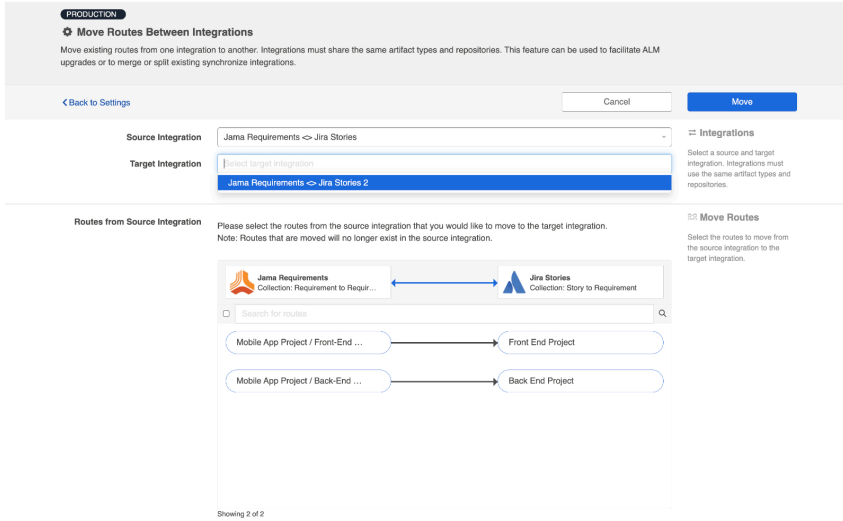 PRODUCTION
Move Routes Between Integrations
Move existing routes from one integration to another. Integrations must share the same artifact types and repositories. This feature can be used to facilitate ALM
upgrades or to merge or split existing synchronize integrations.
Back to Settings
Cancel
Move
Source Integration
Jama Requirements <> Jira Stories
Integrations
Target Integration
Select target integration
Jama Requirements <> Jira Stories 2
Select a source and target
integration. Integrations must
use the same artifact types and
repositories.
Routes from Source Integration
Please select the routes from the source integration that you would like to move to the target integration.
Note: Routes that are moved will no longer exist in the source integration.
Move Routes
Select the routes to move from
the source integration to the
target integration.
Jama Requirements
Collection: Requirement to Requir...
Jira Stories
Collection: Story to Requirement
Search for routes
Mobile App Project / Front-End ...
Front End Project
Mobile App Project / Back-End ...
Back End Project
Showing 2 of 2